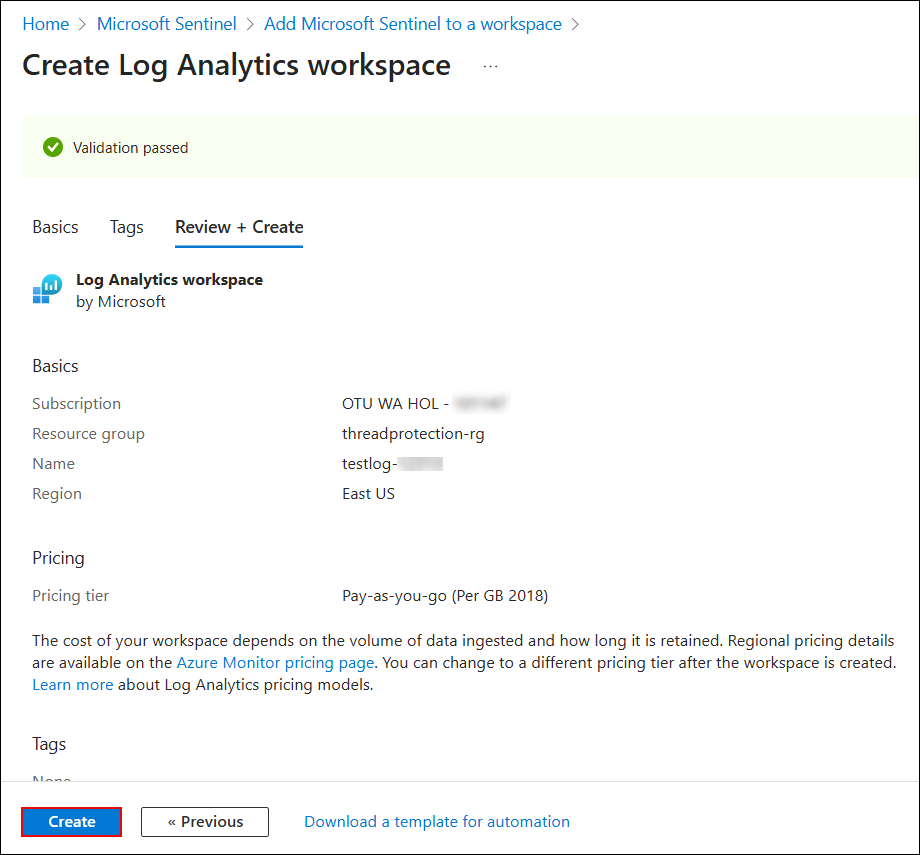 Home > Microsoft Sentinel > Add Microsoft Sentinel to a workspace >
Create Log Analytics workspace ...
Validation passed
Basics Tags Review + Create
Log Analytics workspace
by Microsoft
Basics
Subscription OTU WA HOL -
Resource group threadprotection-rg
Name testlog-
Region East US
Pricing
Pricing tier Pay-as-you-go (Per GB 2018)
The cost of your workspace depends on the volume of data ingested and how long it is retained. Regional pricing details
are available on the Azure Monitor pricing page. You can change to a different pricing tier after the workspace is created.
Learn more about Log Analytics pricing models.
Tags
None
Create « Previous Download a template for automation